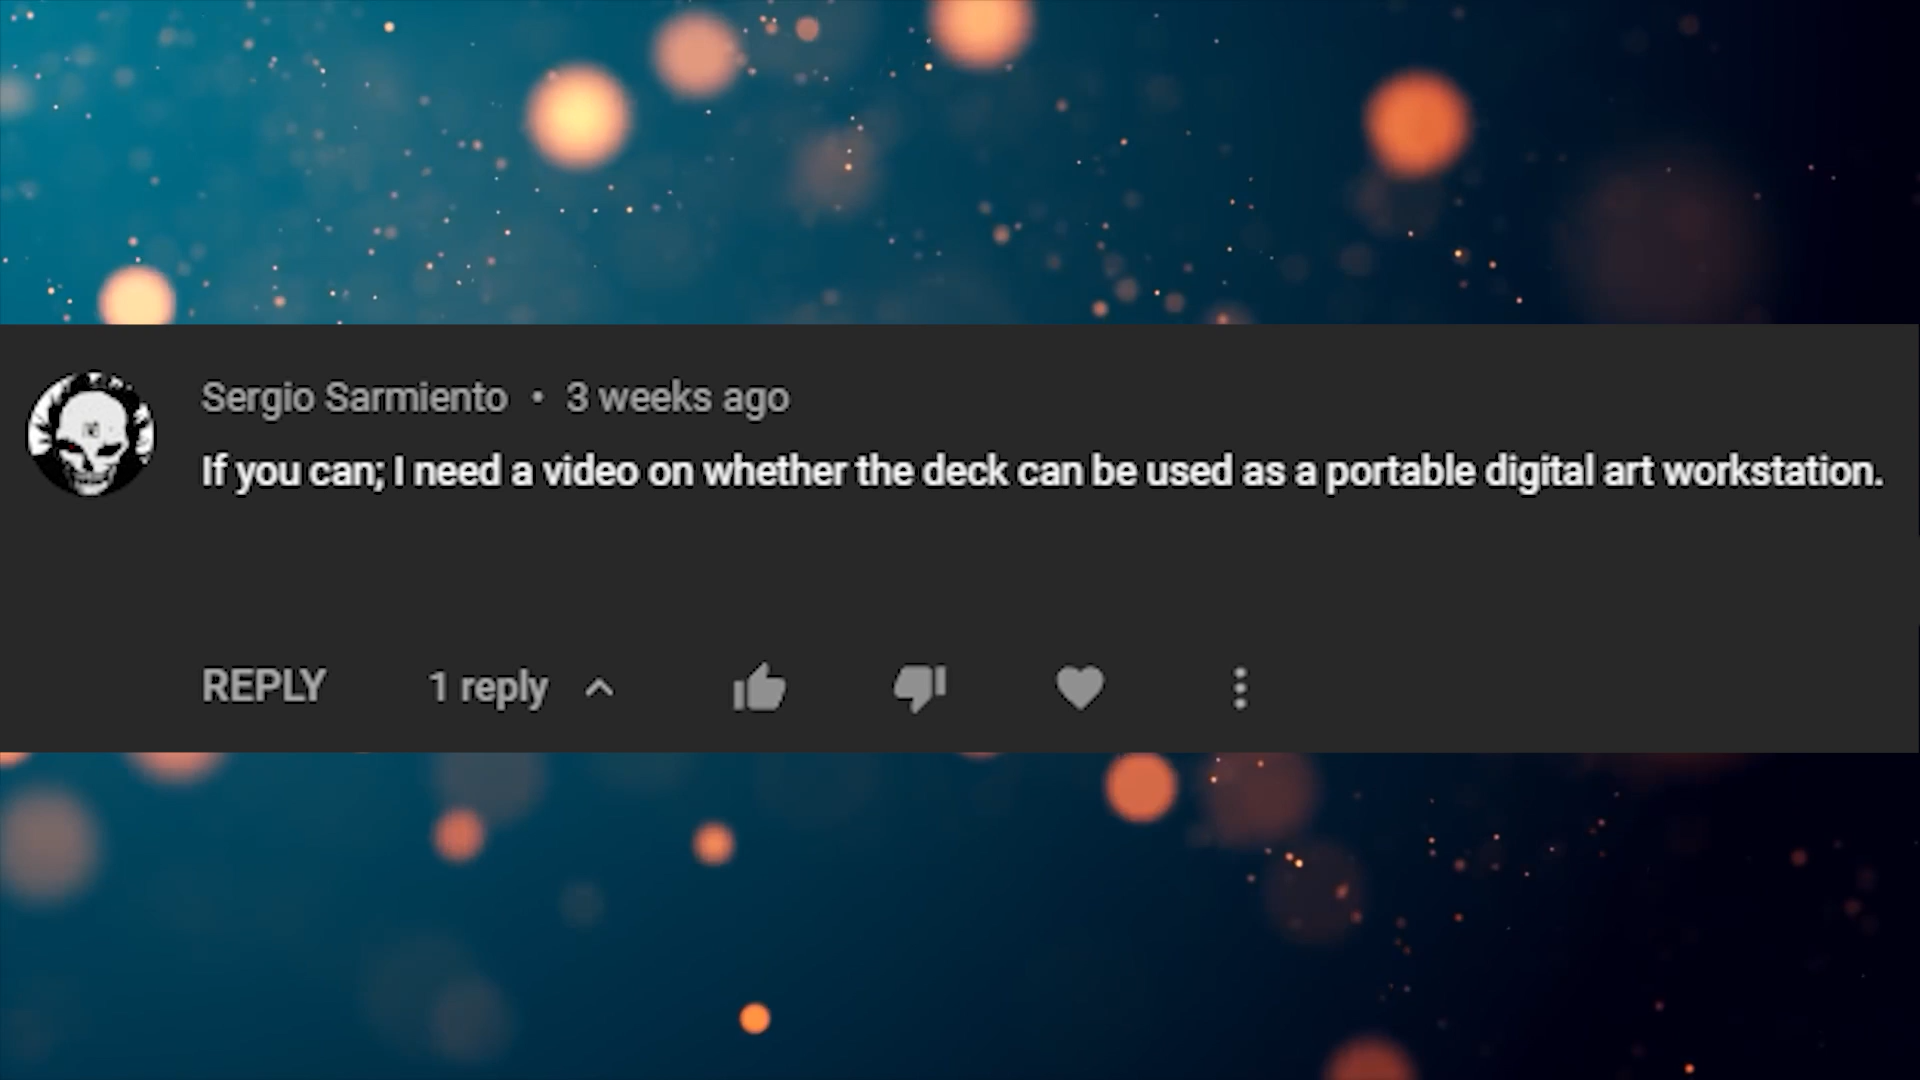 Sergio Sarmiento • 3 weeks ago
If you can; I need a video on whether the deck can be used as a portable digital art workstation.
REPLY 1 reply